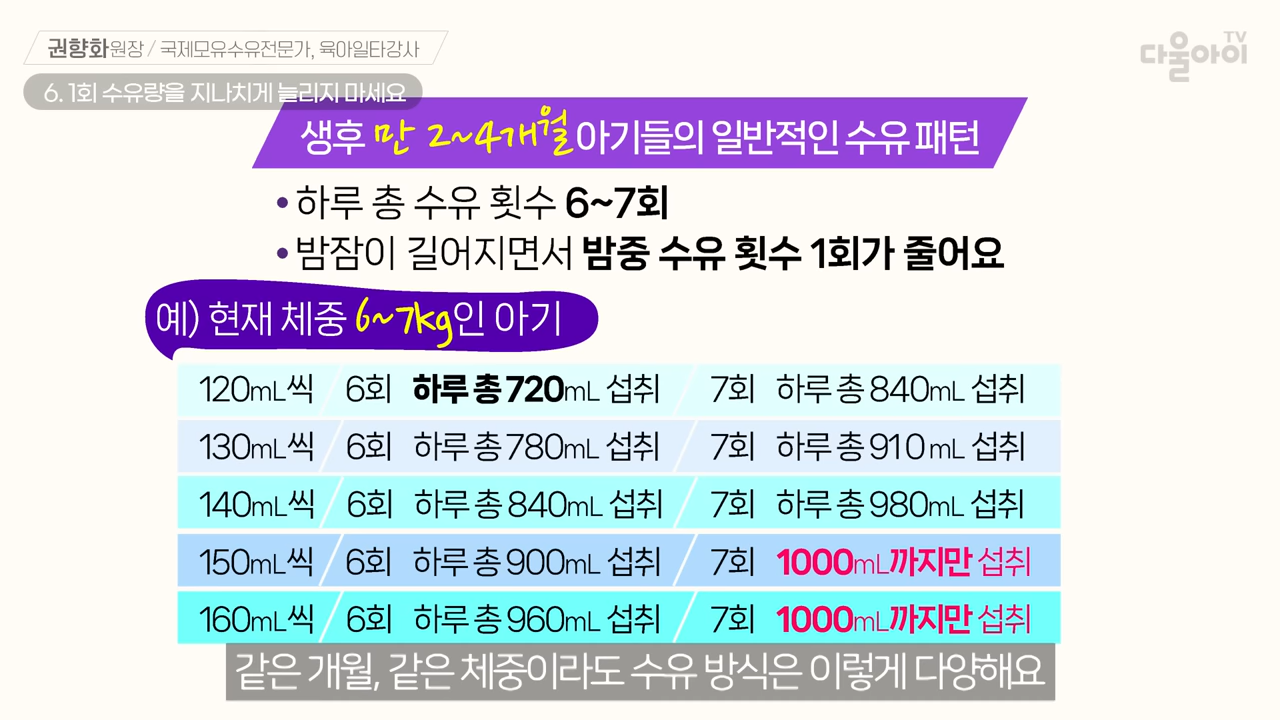 권향화원장 / 국제모유수유전문가, 육아일타강사
다울아이 TV
6. 1회 수유량을 지나치게 늘리지 마세요
생후 만 2~4개월 아기들의 일반적인 수유 패턴
• 하루 총 수유 횟수 6~7회
• 밤잠이 길어지면서 밤중 수유 횟수 1회가 줄어요
예) 현재 체중 6~7kg인 아기
120mL씩 6회 하루 총 720mL 섭취 7회 하루 총 840mL 섭취
130mL씩 6회 하루 총 780mL 섭취 7회 하루 총 910mL 섭취
140mL씩 6회 하루 총 840mL 섭취 7회 하루 총 980mL 섭취
150mL씩 6회 하루 총 900mL 섭취 7회 1000mL까지만 섭취
160mL씩 6회 하루 총 960mL 섭취 7회 1000mL까지만 섭취
같은 개월, 같은 체중이라도 수유 방식은 이렇게 다양해요